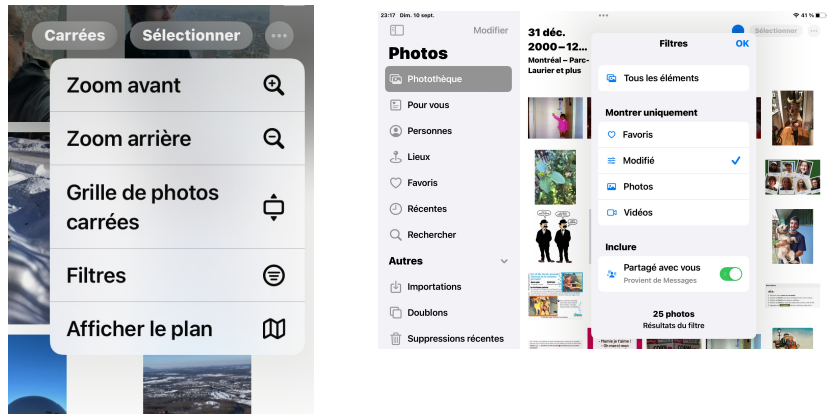 Carrées
Sélectionner
Zoom avant
Zoom arrière
Grille de photos
carrées
Filtres
Afficher le plan
23:17 Dim. 10 sept.
41 %
Modifier
Photos
Photothèque
Pour vous
Personnes
Lieux
Favoris
Récentes
Rechercher
Autres
Importations
Doublons
Suppressions récentes
31 déc.
2000 – 12...
Montréal – Parc-
Laurier et plus
Sélectionner
Filtres
OK
Tous les éléments
Montrer uniquement
Favoris
Modifié
Photos
Vidéos
Inclure
Partagé avec vous
Provient de Messages
25 photos
Résultats du filtre